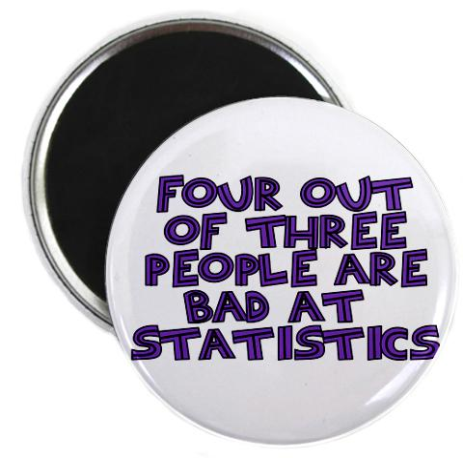 FOUR OUT
OF THREE
PEOPLE ARE
BAD AT
STATISTICS